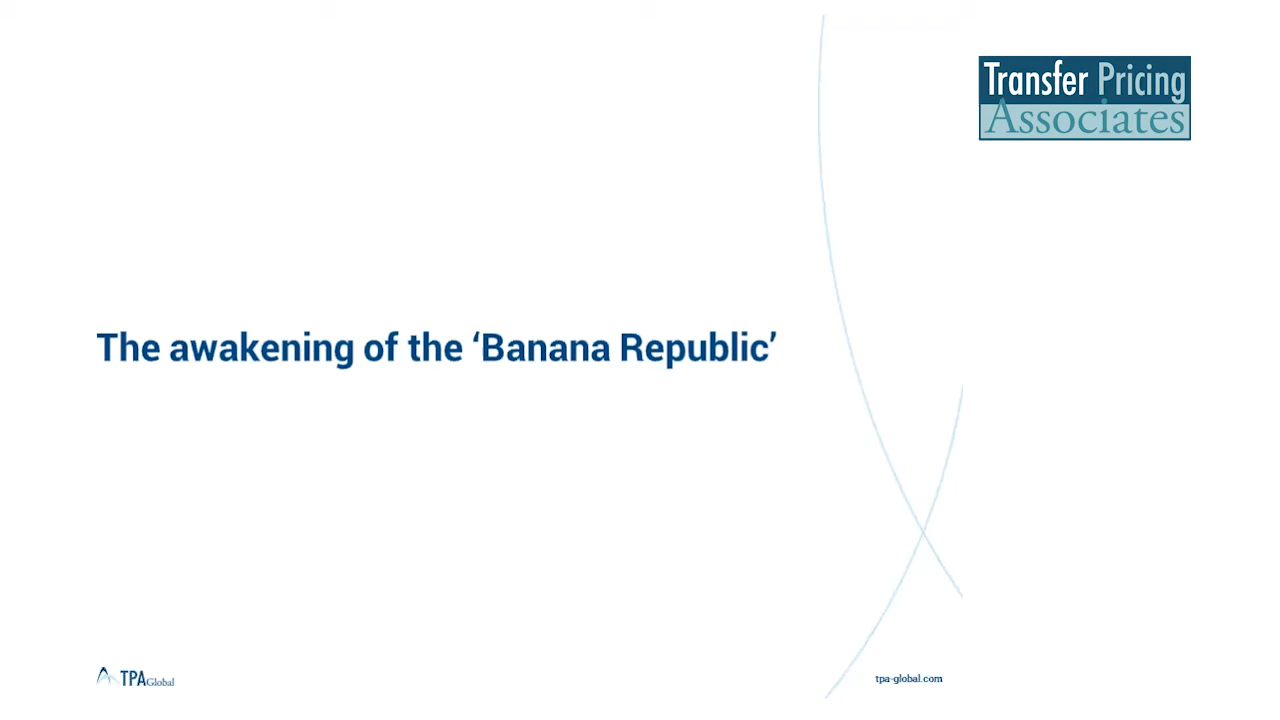 Transfer Pricing
Associates
The awakening of the ‘Banana Republic’
TPA Global
tpa-global.com